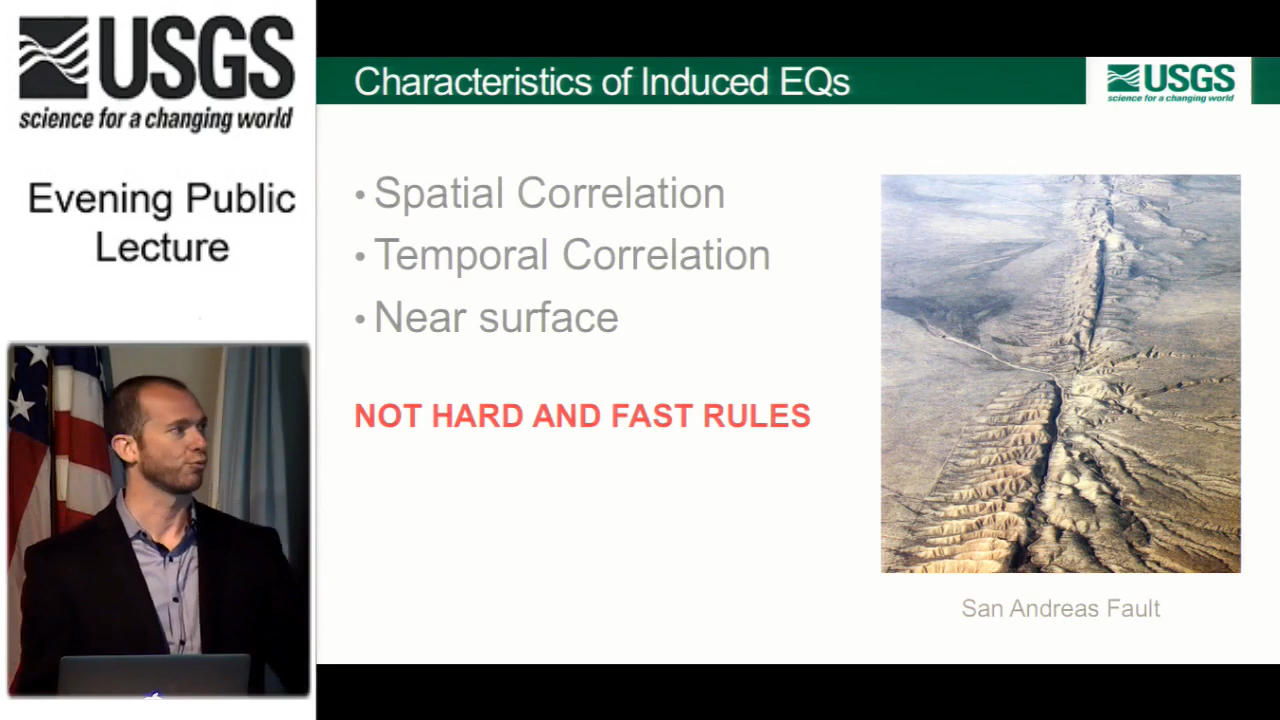 USGS
science for a changing world
Evening Public
Lecture
Characteristics of Induced EQs
USGS
science for a changing world
• Spatial Correlation
• Temporal Correlation
• Near surface
NOT HARD AND FAST RULES
San Andreas Fault